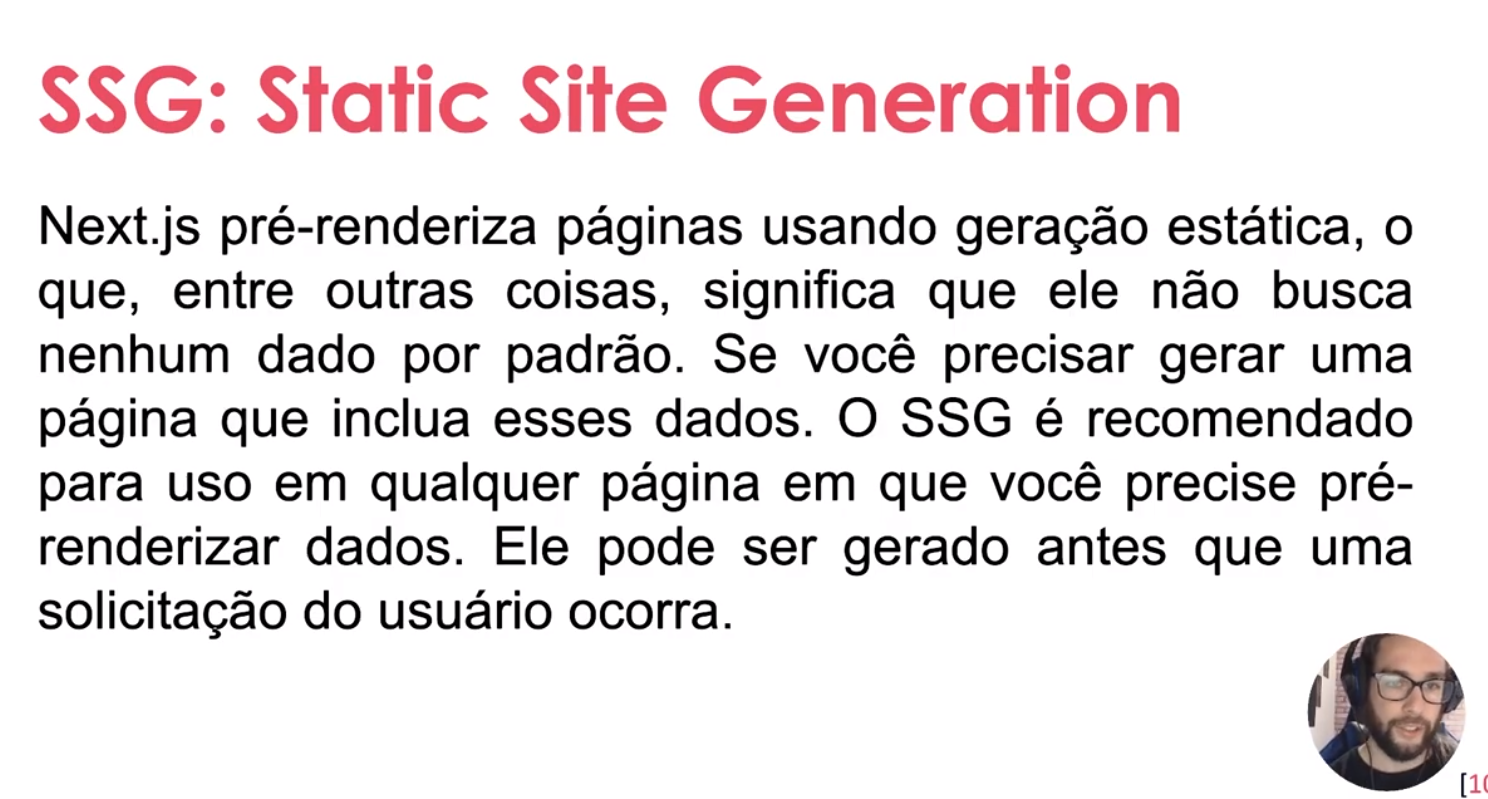 SSG: Static Site Generation
Next.js pré-renderiza páginas usando geração estática, o
que, entre outras coisas, significa que ele não busca
nenhum dado por padrão. Se você precisar gerar uma
página que inclua esses dados. O SSG é recomendado
para uso em qualquer página em que você precise pré-
renderizar dados. Ele pode ser gerado antes que uma
solicitação do usuário ocorra.